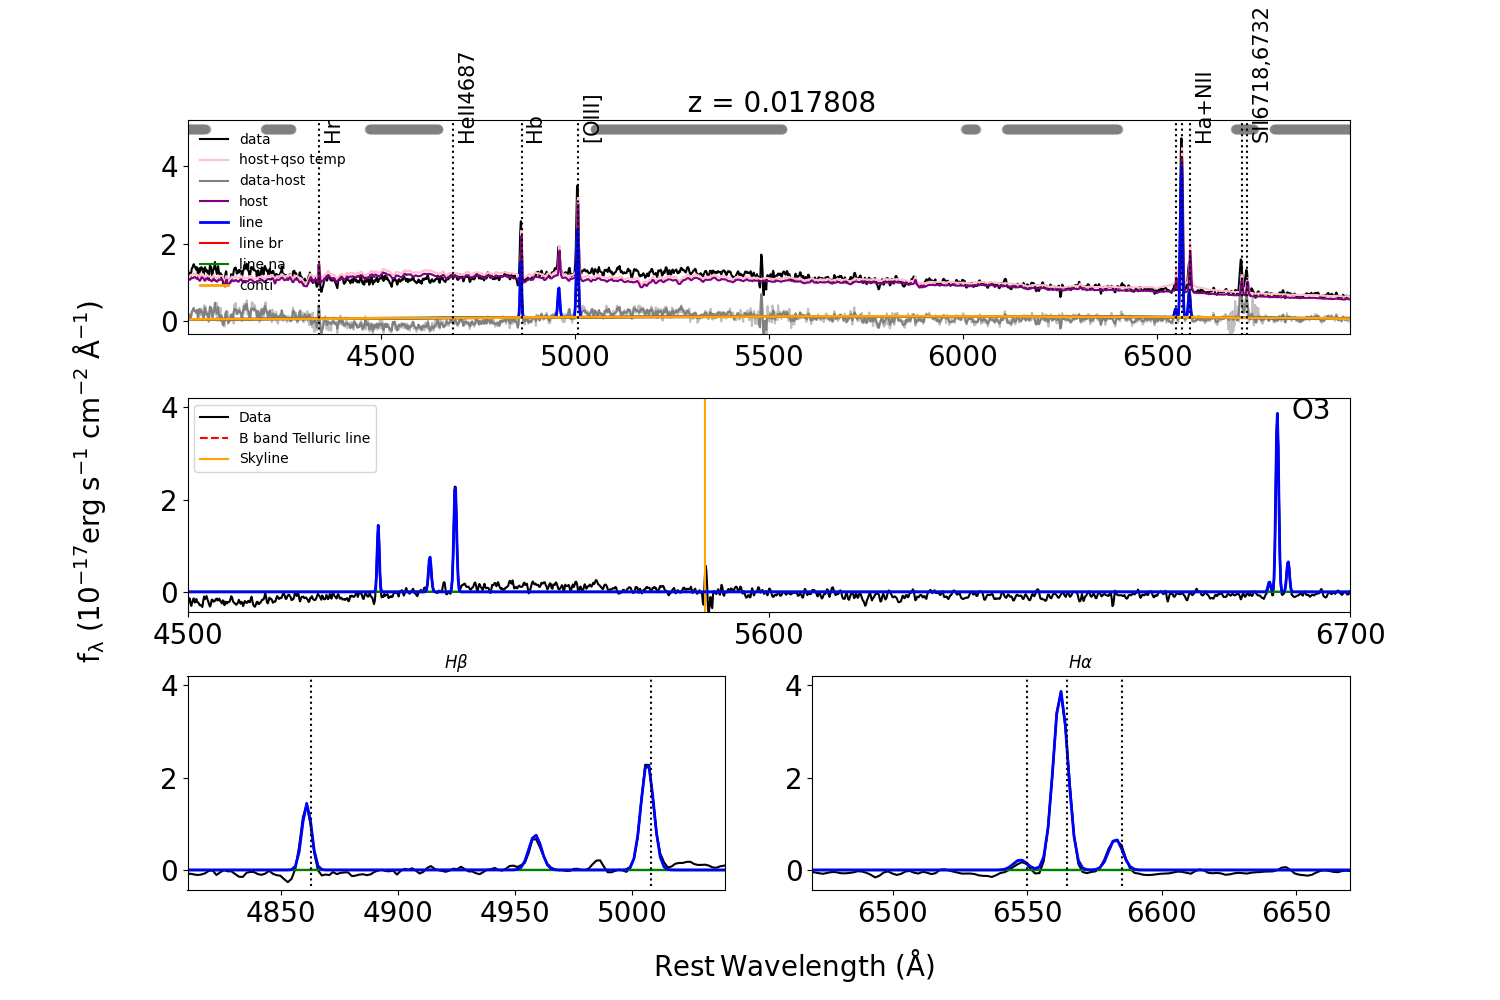 z = 0.017808
Hr
HeII4687
Hb
[OIII]
Ha+NII
SII6718,6732
data
host+qso temp
data-host
host
line
line br
line na
conti
4
2
0
4500
5000
5500
6000
6500
O3
Data
B band Telluric line
Skyline
4
2
0
4500
5600
6700
Hβ
4
2
0
4850
4900
4950
5000
Hα
4
2
0
6500
6550
6600
6650
fλ (10−17erg s−1 cm−2 Å−1)
Rest Wavelength (Å)